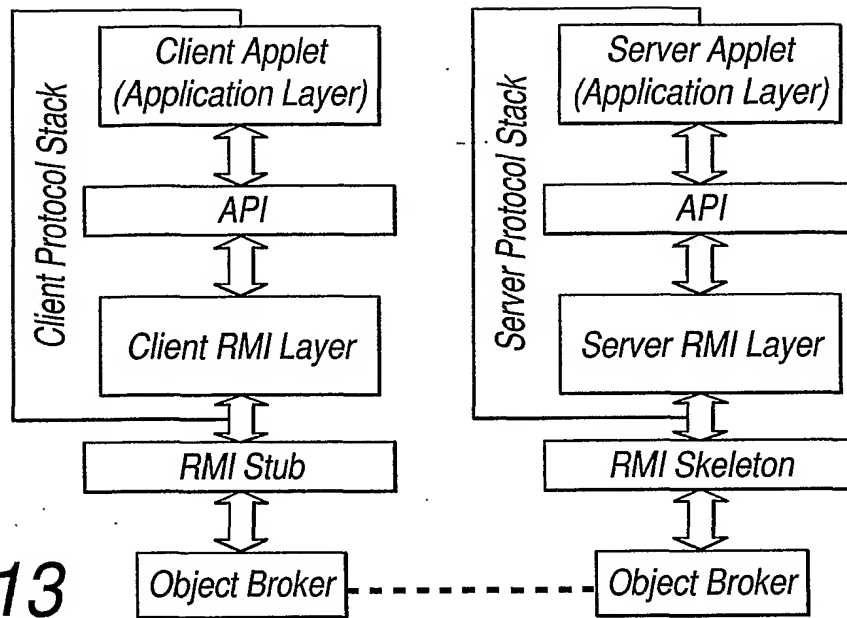 Client Protocol Stack
Client Applet
(Application Layer)
API
Client RMI Layer
RMI Stub
Object Broker
Server Protocol Stack
Server Applet
(Application Layer)
API
Server RMI Layer
RMI Skeleton
Object Broker
13